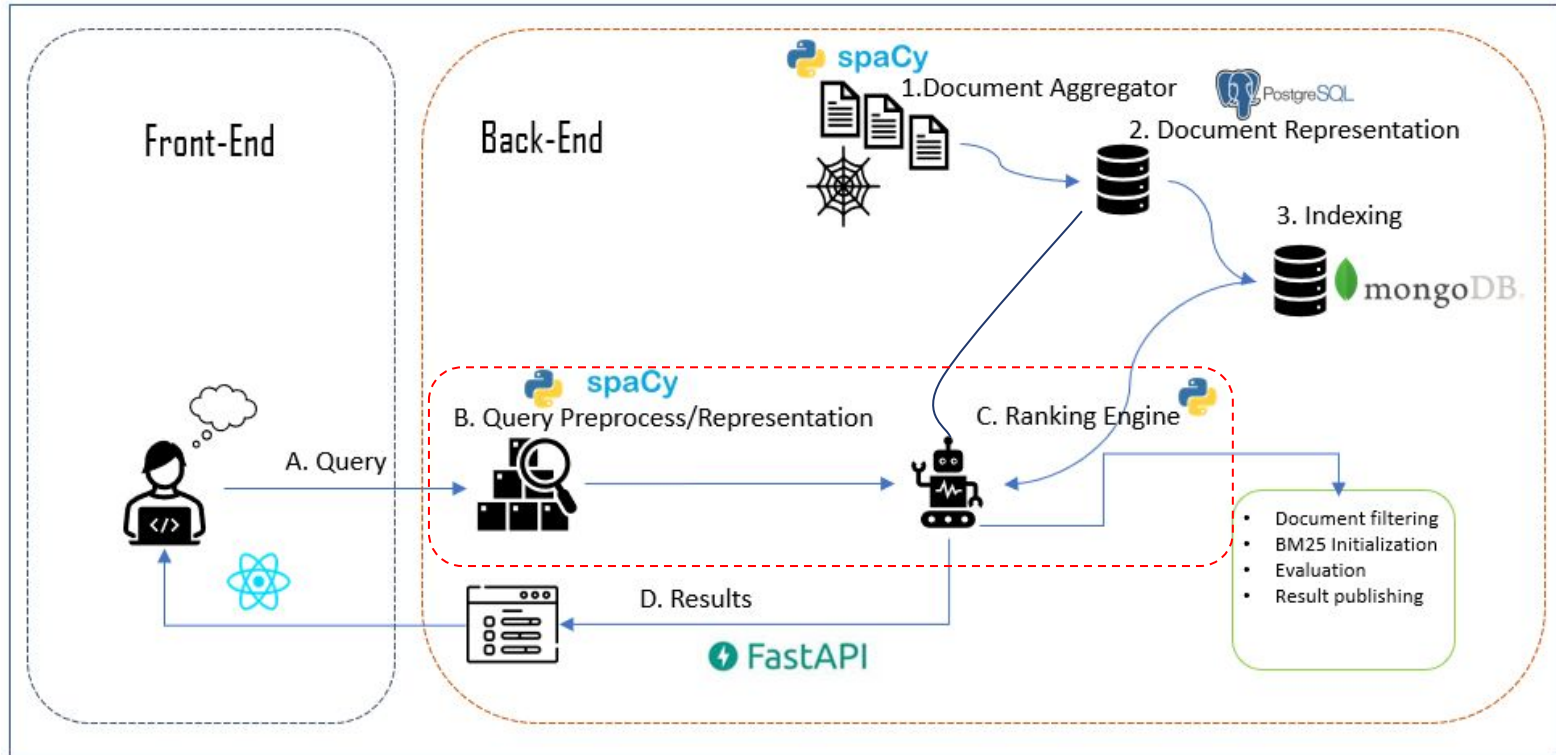 spaCy
1.Document Aggregator
PostgreSQL
2. Document Representation
Front-End
Back-End
3. Indexing
mongoDB.
spaCy
B. Query Preprocess/Representation
C. Ranking Engine
A. Query
</>
• Document filtering
• BM25 Initialization
• Evaluation
• Result publishing
D. Results
FastAPI